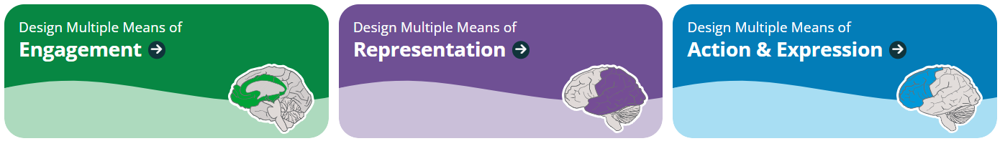 Design Multiple Means of
Engagement
Design Multiple Means of
Representation
Design Multiple Means of
Action & Expression